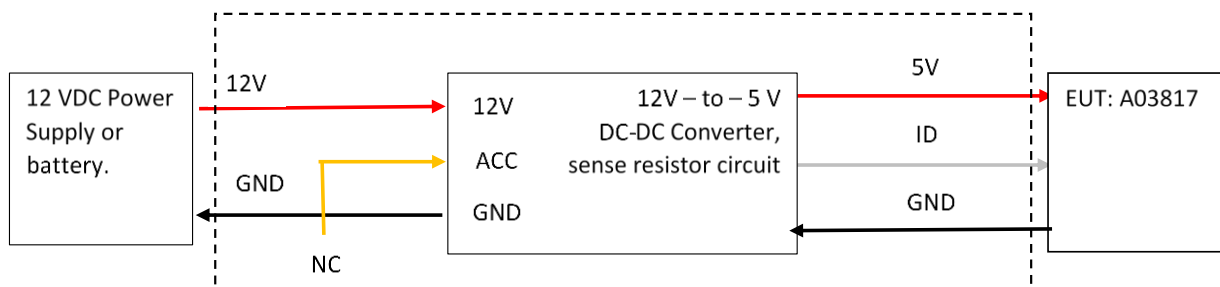 12 VDC Power
Supply or
battery.
12V
GND
NC
12V
ACC
GND
12V – to – 5 V
DC-DC Converter,
sense resistor circuit
5V
ID
GND
EUT: A03817